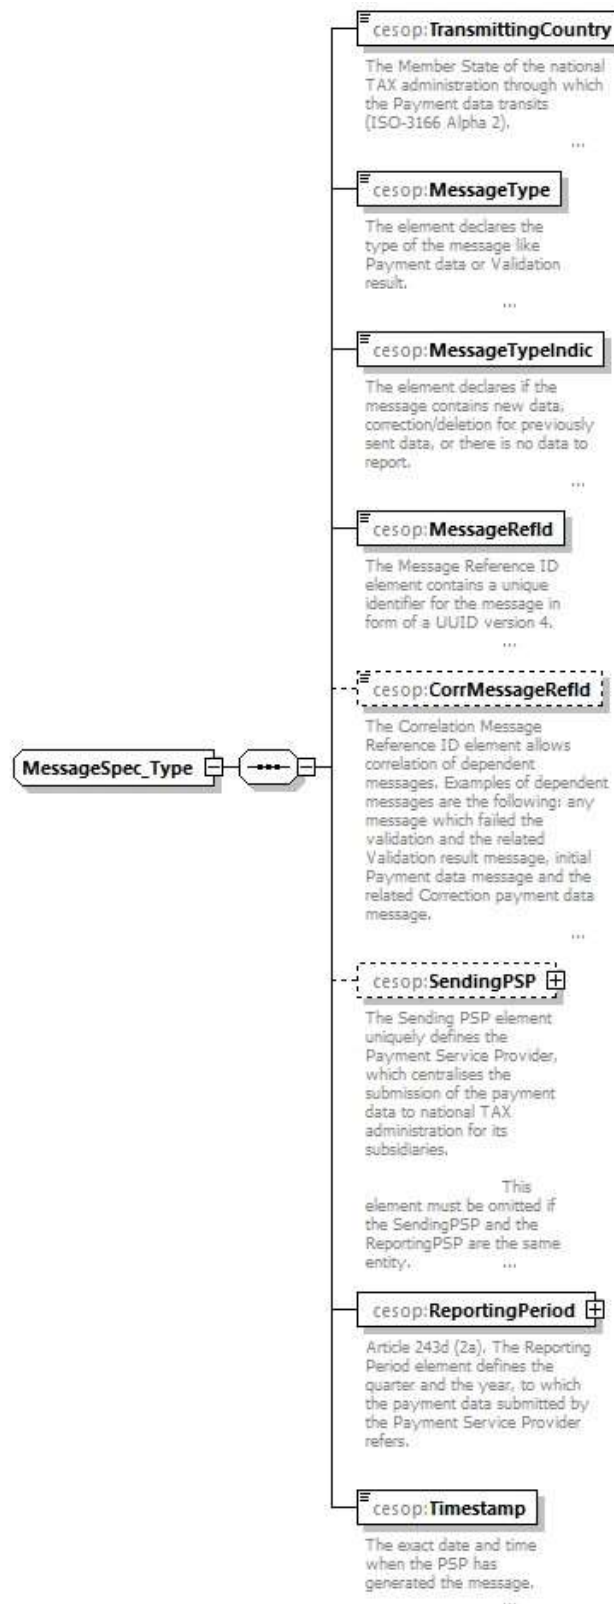 cesop:TransmittingCountry
The Member State of the national
TAX administration through which
the Payment data transits
(ISO-3166 Alpha 2).
...
cesop:MessageType
The element declares the
type of the message like
Payment data or Validation
result.
...
cesop:MessageTypeIndic
The element declares if the
message contains new data,
correction/deletion for previously
sent data, or there is no data to
report.
...
cesop:MessageRefId
The Message Reference ID
element contains a unique
identifier for the message in
form of a UUID version 4.
...
cesop:CorrMessageRefId
The Correlation Message
Reference ID element allows
correlation of dependent
messages. Examples of dependent
messages are the following: any
message which failed the
validation and the related
Validation result message, initial
Payment data message and the
related Correction payment data
message.
...
MessageSpec_Type
cesop:SendingPSP
The Sending PSP element
uniquely defines the
Payment Service Provider,
which centralises the
submission of the payment
data to national TAX
administration for its
subsidiaries.
This
element must be omitted if
the SendingPSP and the
ReportingPSP are the same
entity. ...
cesop:ReportingPeriod
Article 243d (2a). The Reporting
Period element defines the
quarter and the year, to which
the payment data submitted by
the Payment Service Provider
refers.
cesop:Timestamp
The exact date and time
when the PSP has
generated the message.
...